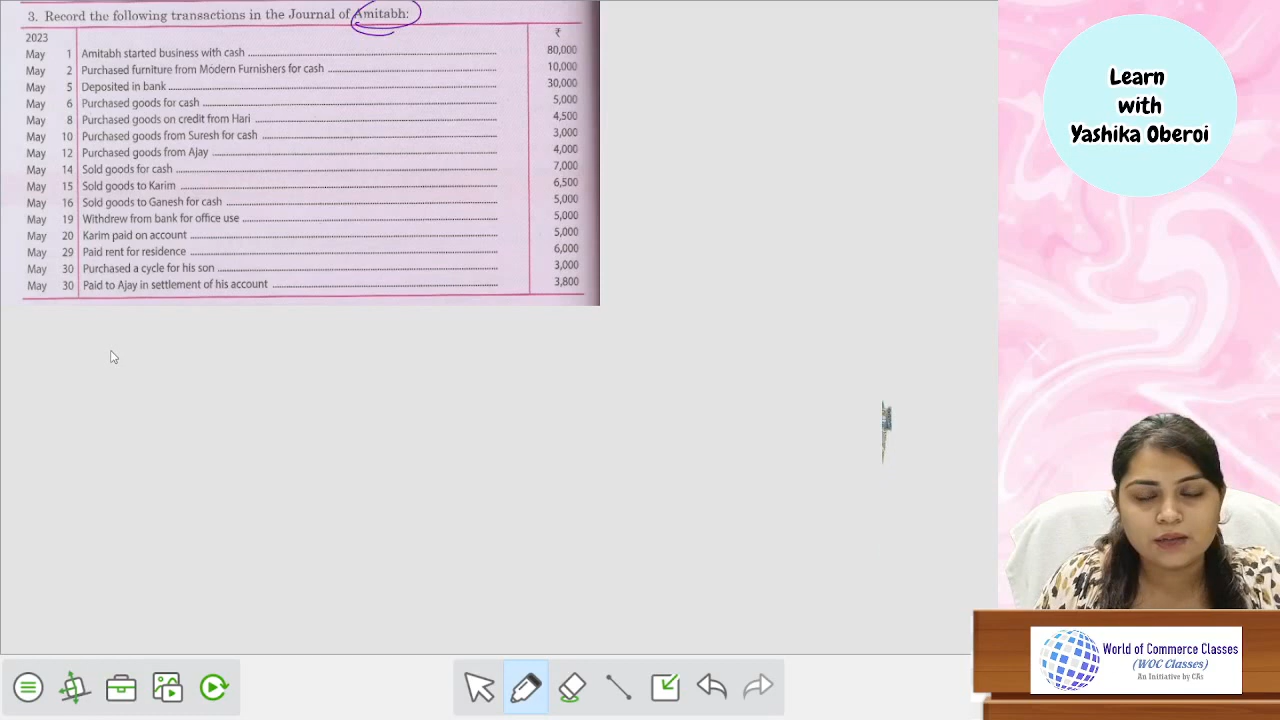 3. Record the following transactions in the Journal of Amitabh:
2023 ₹
May 1 Amitabh started business with cash 80,000
May 2 Purchased furniture from Modern Furnishers for cash 10,000
May 5 Deposited in bank 30,000
May 6 Purchased goods for cash 5,000
May 8 Purchased goods on credit from Hari 4,500
May 10 Purchased goods from Suresh for cash 3,000
May 12 Purchased goods from Ajay 4,000
May 14 Sold goods for cash 7,000
May 15 Sold goods to Karim 6,500
May 16 Sold goods to Ganesh for cash 5,000
May 19 Withdrew from bank for office use 5,000
May 20 Karim paid on account 5,000
May 29 Paid rent for residence 6,000
May 30 Purchased a cycle for his son 3,000
May 30 Paid to Ajay in settlement of his account 3,800
Learn
with
Yashika Oberoi
World of Commerce Classes
(WOC Classes)
An Initiative by CAs